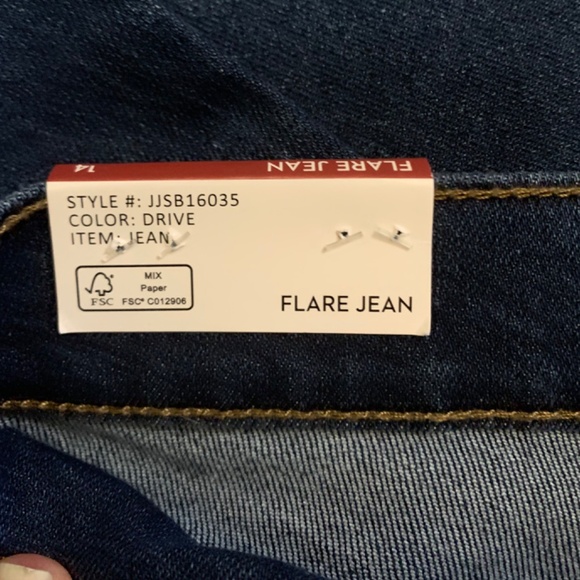 14 FLARE JEAN
STYLE #: JJSB16035
COLOR: DRIVE
ITEM: JEAN
FSC
MIX
Paper
FSC® C012906
FLARE JEAN